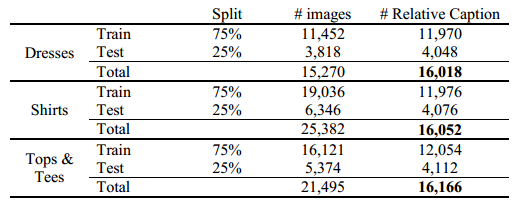 Split # images # Relative Caption
Train 75% 11,452 11,970
Dresses Test 25% 3,818 4,048
Total 15,270 16,018
Train 75% 19,036 11,976
Shirts Test 25% 6,346 4,076
Total 25,382 16,052
Tops & Tees Train 75% 16,121 12,054
Test 25% 5,374 4,112
Total 21,495 16,166